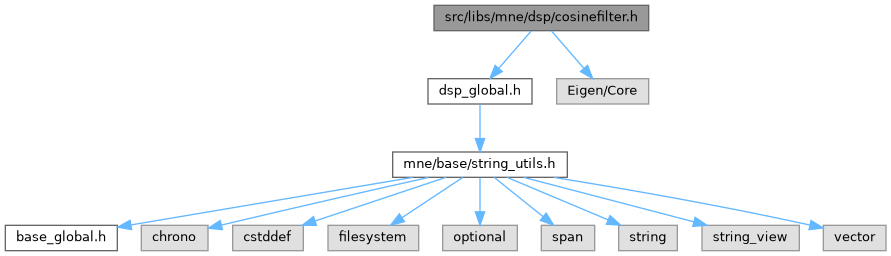 src/libs/mne/dsp/cosinefilter.h
dsp_global.h
Eigen/Core
mne/base/string_utils.h
base_global.h
chrono
cstddef
filesystem
optional
span
string
string_view
vector